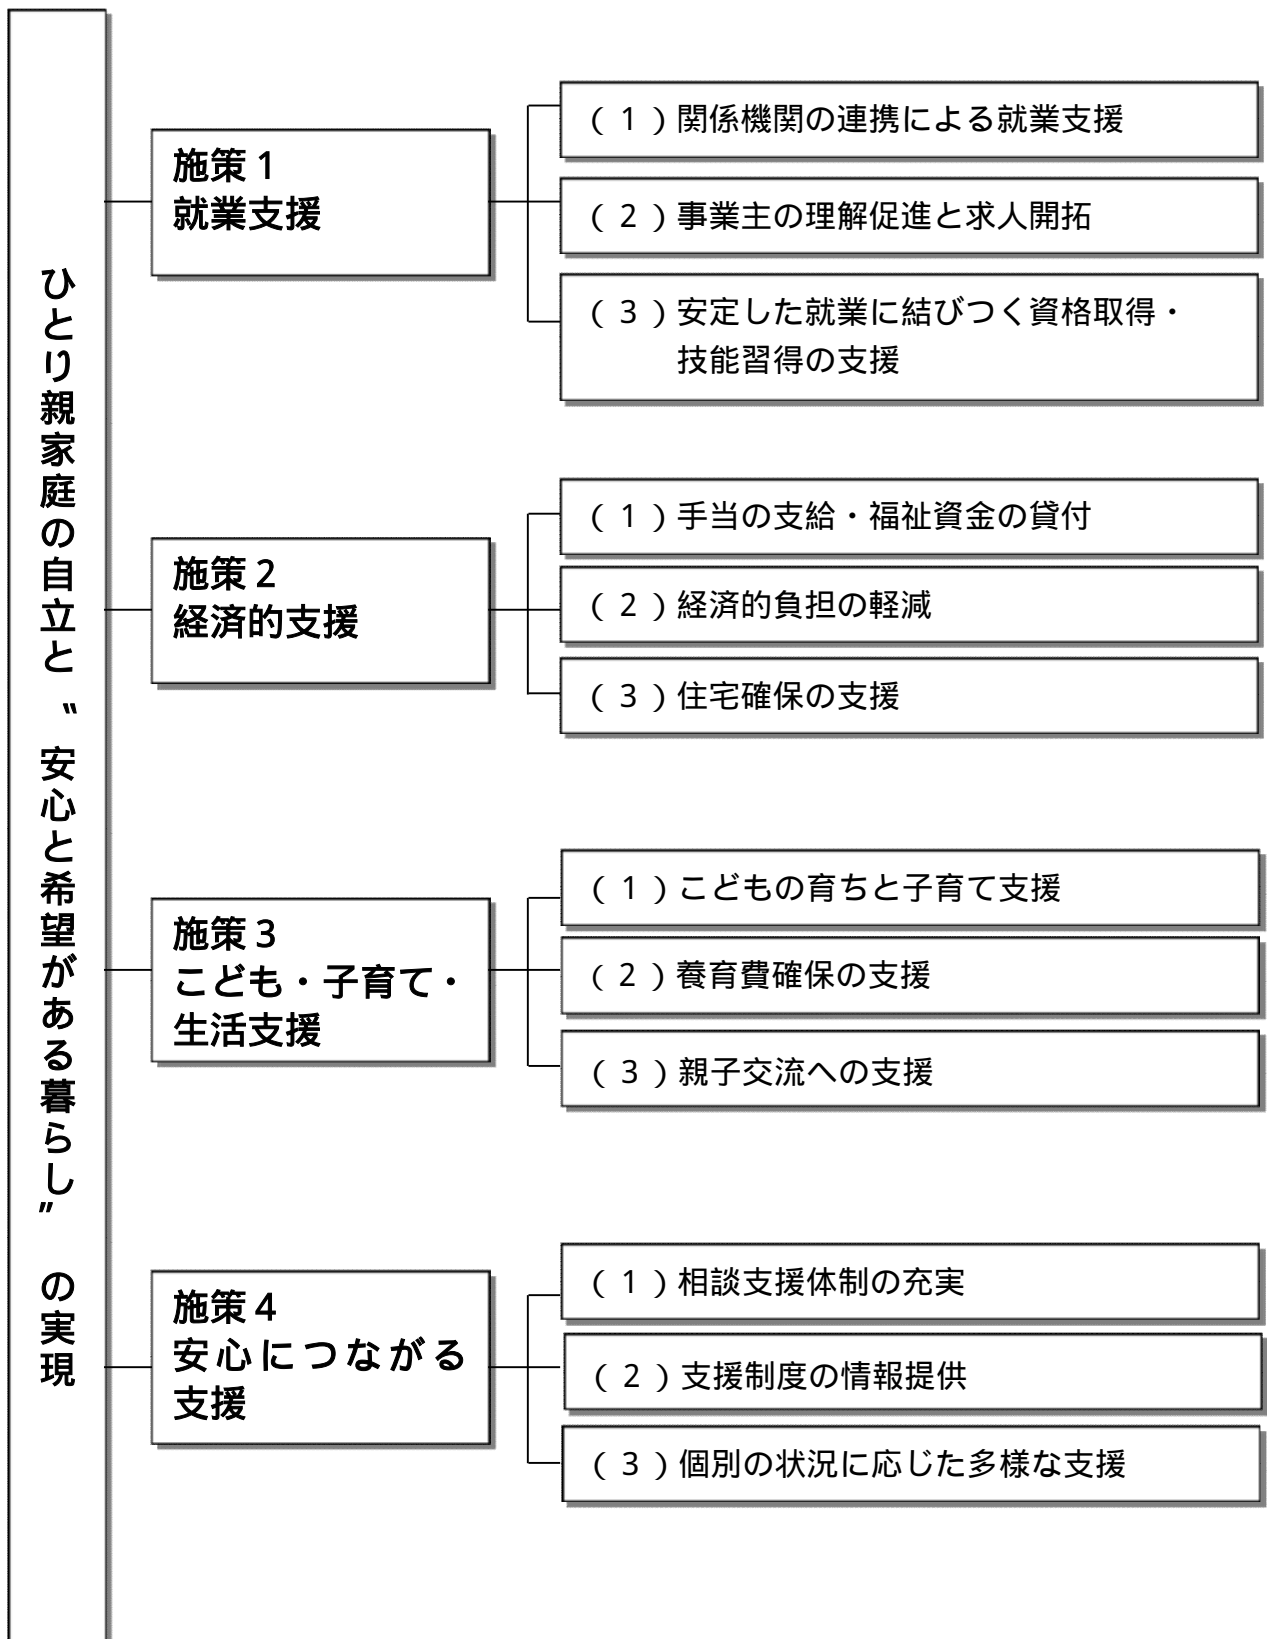 ひとり親家庭の自立と〝安心と希望がある暮らし〟の実現
施策１
就業支援
（１）関係機関の連携による就業支援
（２）事業主の理解促進と求人開拓
（３）安定した就業に結びつく資格取得・
技能習得の支援
施策２
経済的支援
（１）手当の支給・福祉資金の貸付
（２）経済的負担の軽減
（３）住宅確保の支援
施策３
こども・子育て・
生活支援
（１）こどもの育ちと子育て支援
（２）養育費確保の支援
（３）親子交流への支援
施策４
安心につながる
支援
（１）相談支援体制の充実
（２）支援制度の情報提供
（３）個別の状況に応じた多様な支援